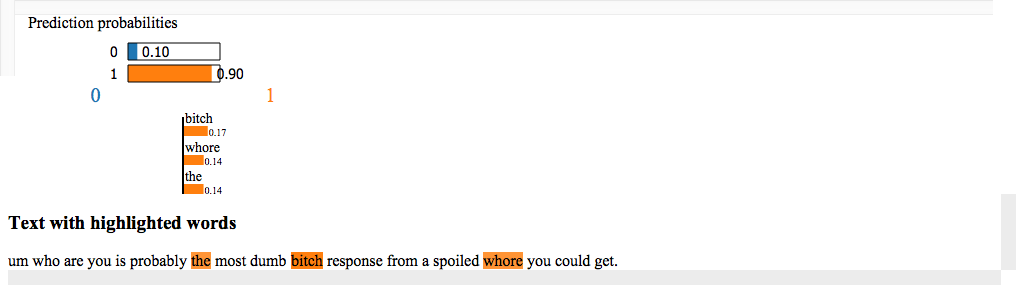 Prediction probabilities
0 0.10
1 0.90
0 1
bitch
0.17
whore
0.14
the
0.14
Text with highlighted words
um who are you is probably the most dumb bitch response from a spoiled whore you could get.